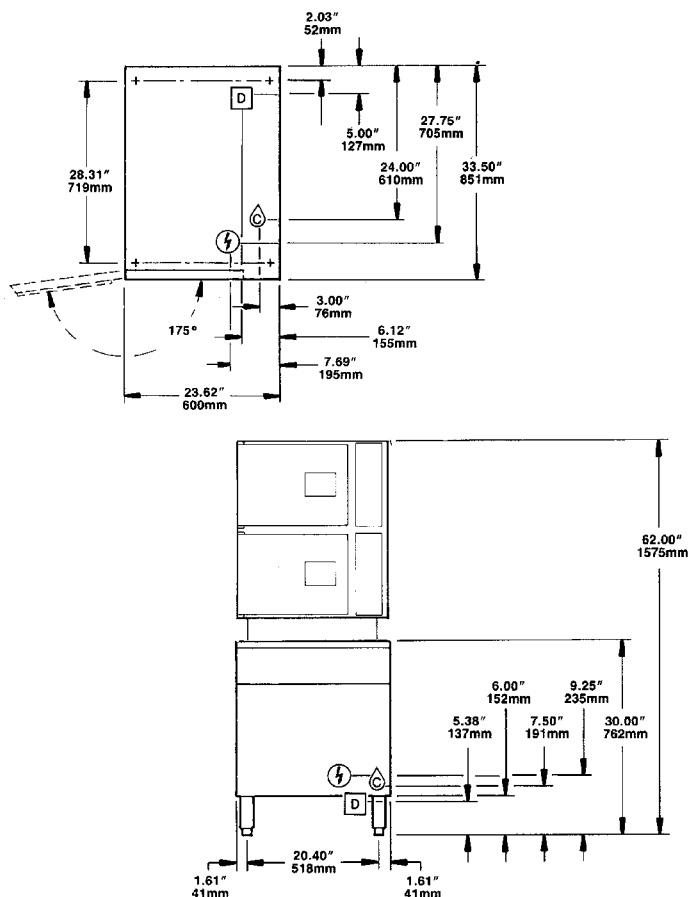 2.03"
52mm
D
5.00"
127mm
27.75"
705mm
24.00"
610mm
33.50"
851mm
28.31"
719mm
C
3.00"
76mm
175°
6.12"
155mm
7.69"
195mm
23.62"
600mm
62.00"
1575mm
6.00"
152mm
9.25"
235mm
5.38"
137mm
7.50"
191mm
30.00"
762mm
C
D
20.40"
518mm
1.61"
41mm
1.61"
41mm